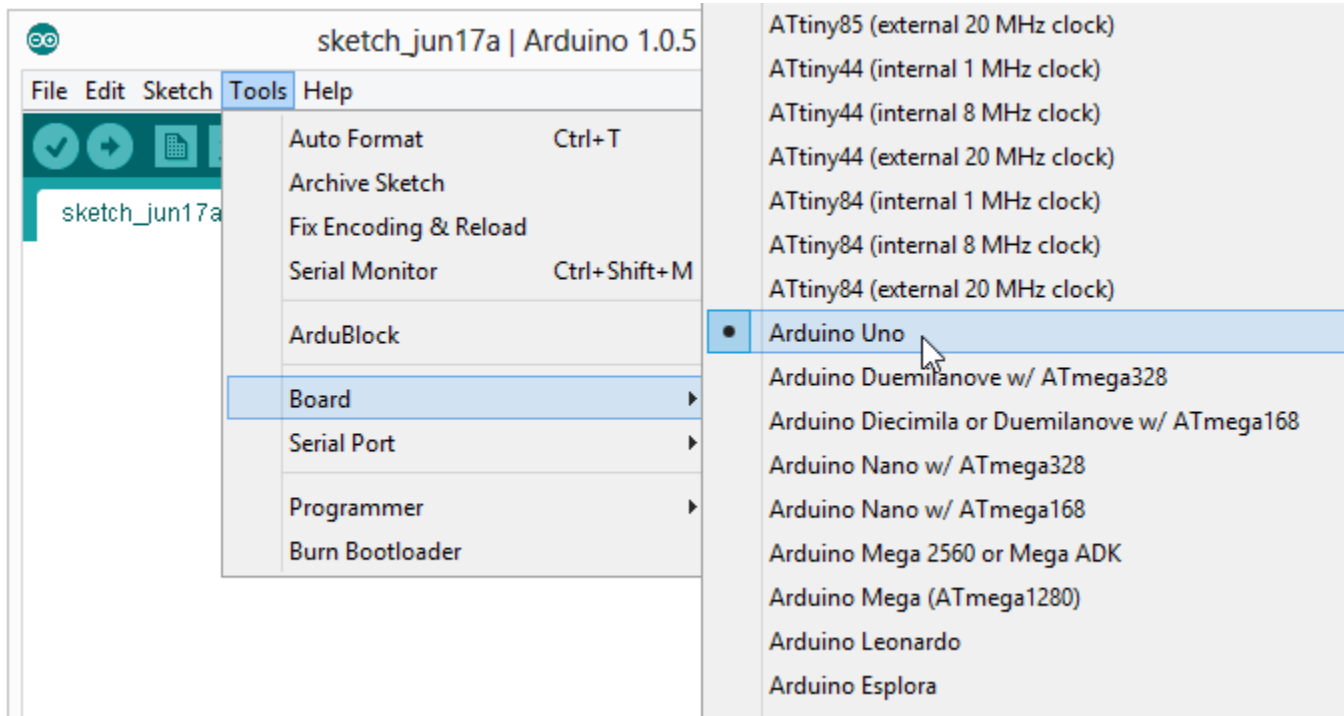 sketch_jun17a | Arduino 1.0.5
File Edit Sketch Tools Help
sketch_jun17a
Auto Format Ctrl+T
Archive Sketch
Fix Encoding & Reload
Serial Monitor Ctrl+Shift+M
ArduBlock
Board
Serial Port
Programmer
Burn Bootloader
ATtiny85 (external 20 MHz clock)
ATtiny44 (internal 1 MHz clock)
ATtiny44 (internal 8 MHz clock)
ATtiny44 (external 20 MHz clock)
ATtiny84 (internal 1 MHz clock)
ATtiny84 (internal 8 MHz clock)
ATtiny84 (external 20 MHz clock)
Arduino Uno
Arduino Duemilanove w/ ATmega328
Arduino Diecimila or Duemilanove w/ ATmega168
Arduino Nano w/ ATmega328
Arduino Nano w/ ATmega168
Arduino Mega 2560 or Mega ADK
Arduino Mega (ATmega1280)
Arduino Leonardo
Arduino Esplora